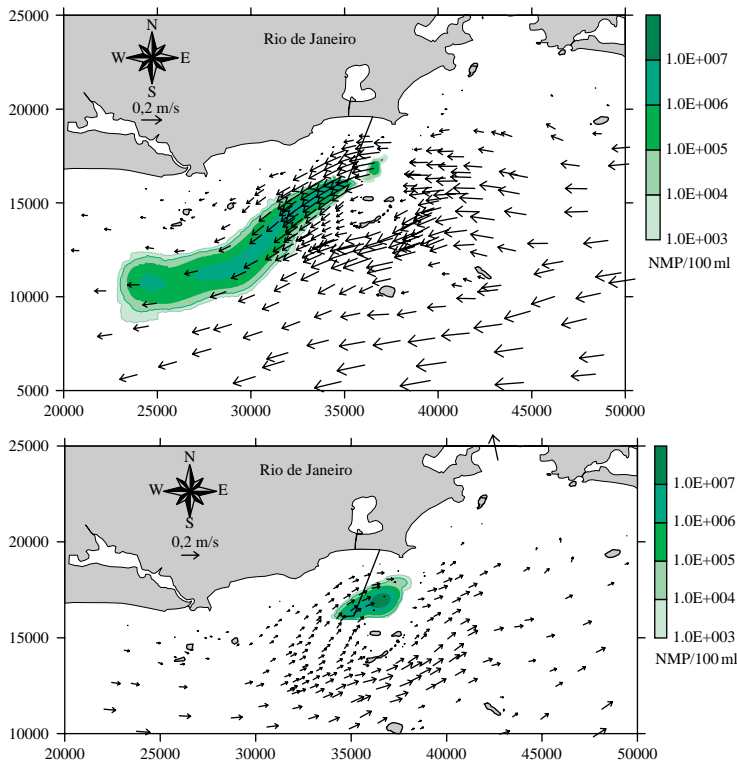 25000
20000
15000
10000
5000
20000 25000 30000 35000 40000 45000 50000
N
W E
S
0,2 m/s
Rio de Janeiro
1.0E+007
1.0E+006
1.0E+005
1.0E+004
1.0E+003
NMP/100 ml
25000
20000
15000
10000
20000 25000 30000 35000 40000 45000 50000
N
W E
S
0,2 m/s
Rio de Janeiro
1.0E+007
1.0E+006
1.0E+005
1.0E+004
1.0E+003
NMP/100 ml